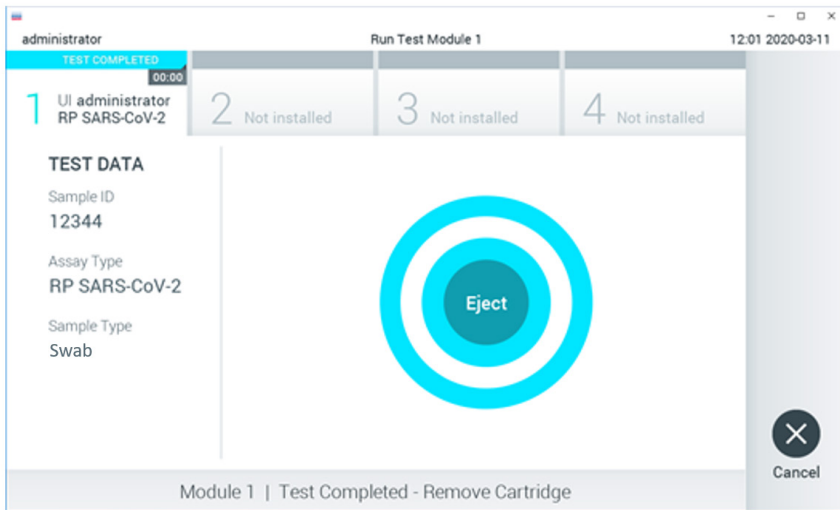 administrator
Run Test Module 1
12:01 2020-03-11
TEST COMPLETED
00:00
1
UI administrator
RP SARS-CoV-2
2 Not installed
3 Not installed
4 Not installed
TEST DATA
Sample ID
12344
Assay Type
RP SARS-CoV-2
Sample Type
Swab
Eject
Cancel
Module 1 | Test Completed - Remove Cartridge